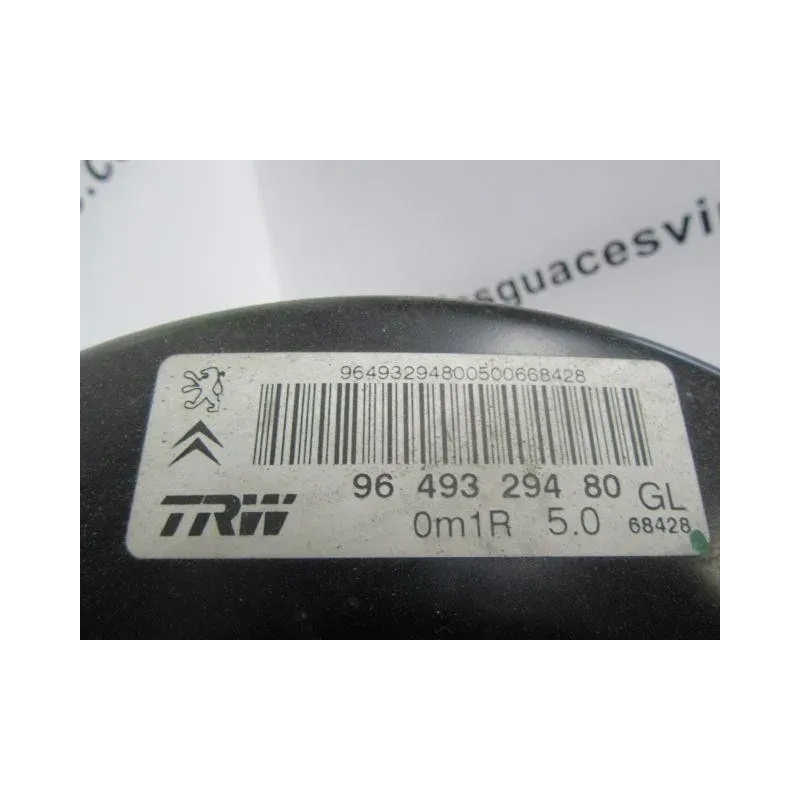 s.c
sguacesvi
96493294800500668428
96 493 294 80 GL
TRW
0m1R 5.0 68428